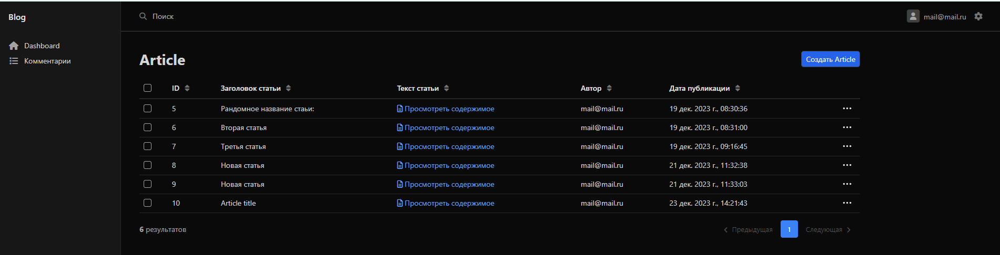 Blog
Поиск
mail@mail.ru
Dashboard
Комментарии
Article
Создать Article
ID Заголовок статьи Текст статьи Автор Дата публикации
5 Рандомное название стаьи: Просмотреть содержимое mail@mail.ru 19 дек. 2023 г., 08:30:36
6 Вторая статья Просмотреть содержимое mail@mail.ru 19 дек. 2023 г., 08:31:00
7 Третья статья Просмотреть содержимое mail@mail.ru 19 дек. 2023 г., 09:16:45
8 Новая статья Просмотреть содержимое mail@mail.ru 21 дек. 2023 г., 11:32:38
9 Новая статья Просмотреть содержимое mail@mail.ru 21 дек. 2023 г., 11:33:03
10 Article title Просмотреть содержимое mail@mail.ru 23 дек. 2023 г., 14:21:43
6 результатов
Предыдущая 1 Следующая